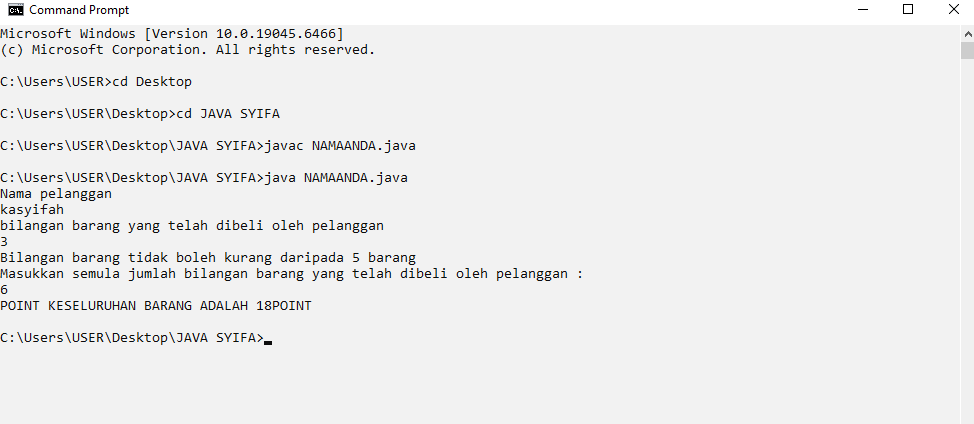 Command Prompt
Microsoft Windows [Version 10.0.19045.6466]
(c) Microsoft Corporation. All rights reserved.
C:\Users\USER>cd Desktop
C:\Users\USER\Desktop>cd JAVA SYIFA
C:\Users\USER\Desktop\JAVA SYIFA>javac NAMAANDA.java
C:\Users\USER\Desktop\JAVA SYIFA>java NAMAANDA.java
Nama pelanggan
kasyifah
bilangan barang yang telah dibeli oleh pelanggan
3
Bilangan barang tidak boleh kurang daripada 5 barang
Masukkan semula jumlah bilangan barang yang telah dibeli oleh pelanggan :
6
POINT KESELURUHAN BARANG ADALAH 18POINT
C:\Users\USER\Desktop\JAVA SYIFA>